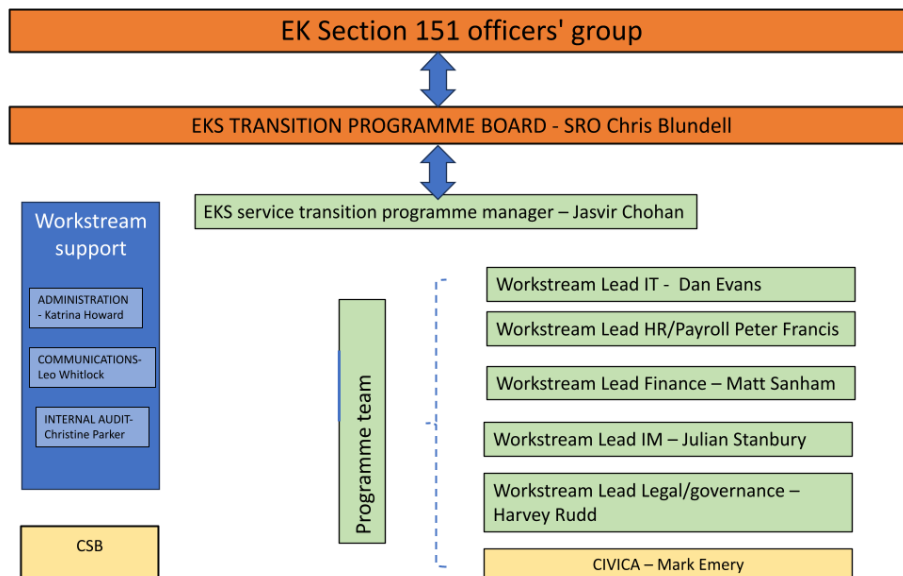 EK Section 151 officers' group
EKS TRANSITION PROGRAMME BOARD - SRO Chris Blundell
EKS service transition programme manager – Jasvir Chohan
Workstream
support
ADMINISTRATION
- Katrina Howard
COMMUNICATIONS-
Leo Whitlock
INTERNAL AUDIT-
Christine Parker
CSB
Programme team
Workstream Lead IT -  Dan Evans
Workstream Lead HR/Payroll Peter Francis
Workstream Lead Finance – Matt Sanham
Workstream Lead IM – Julian Stanbury
Workstream Lead Legal/governance –
Harvey Rudd
CIVICA – Mark Emery